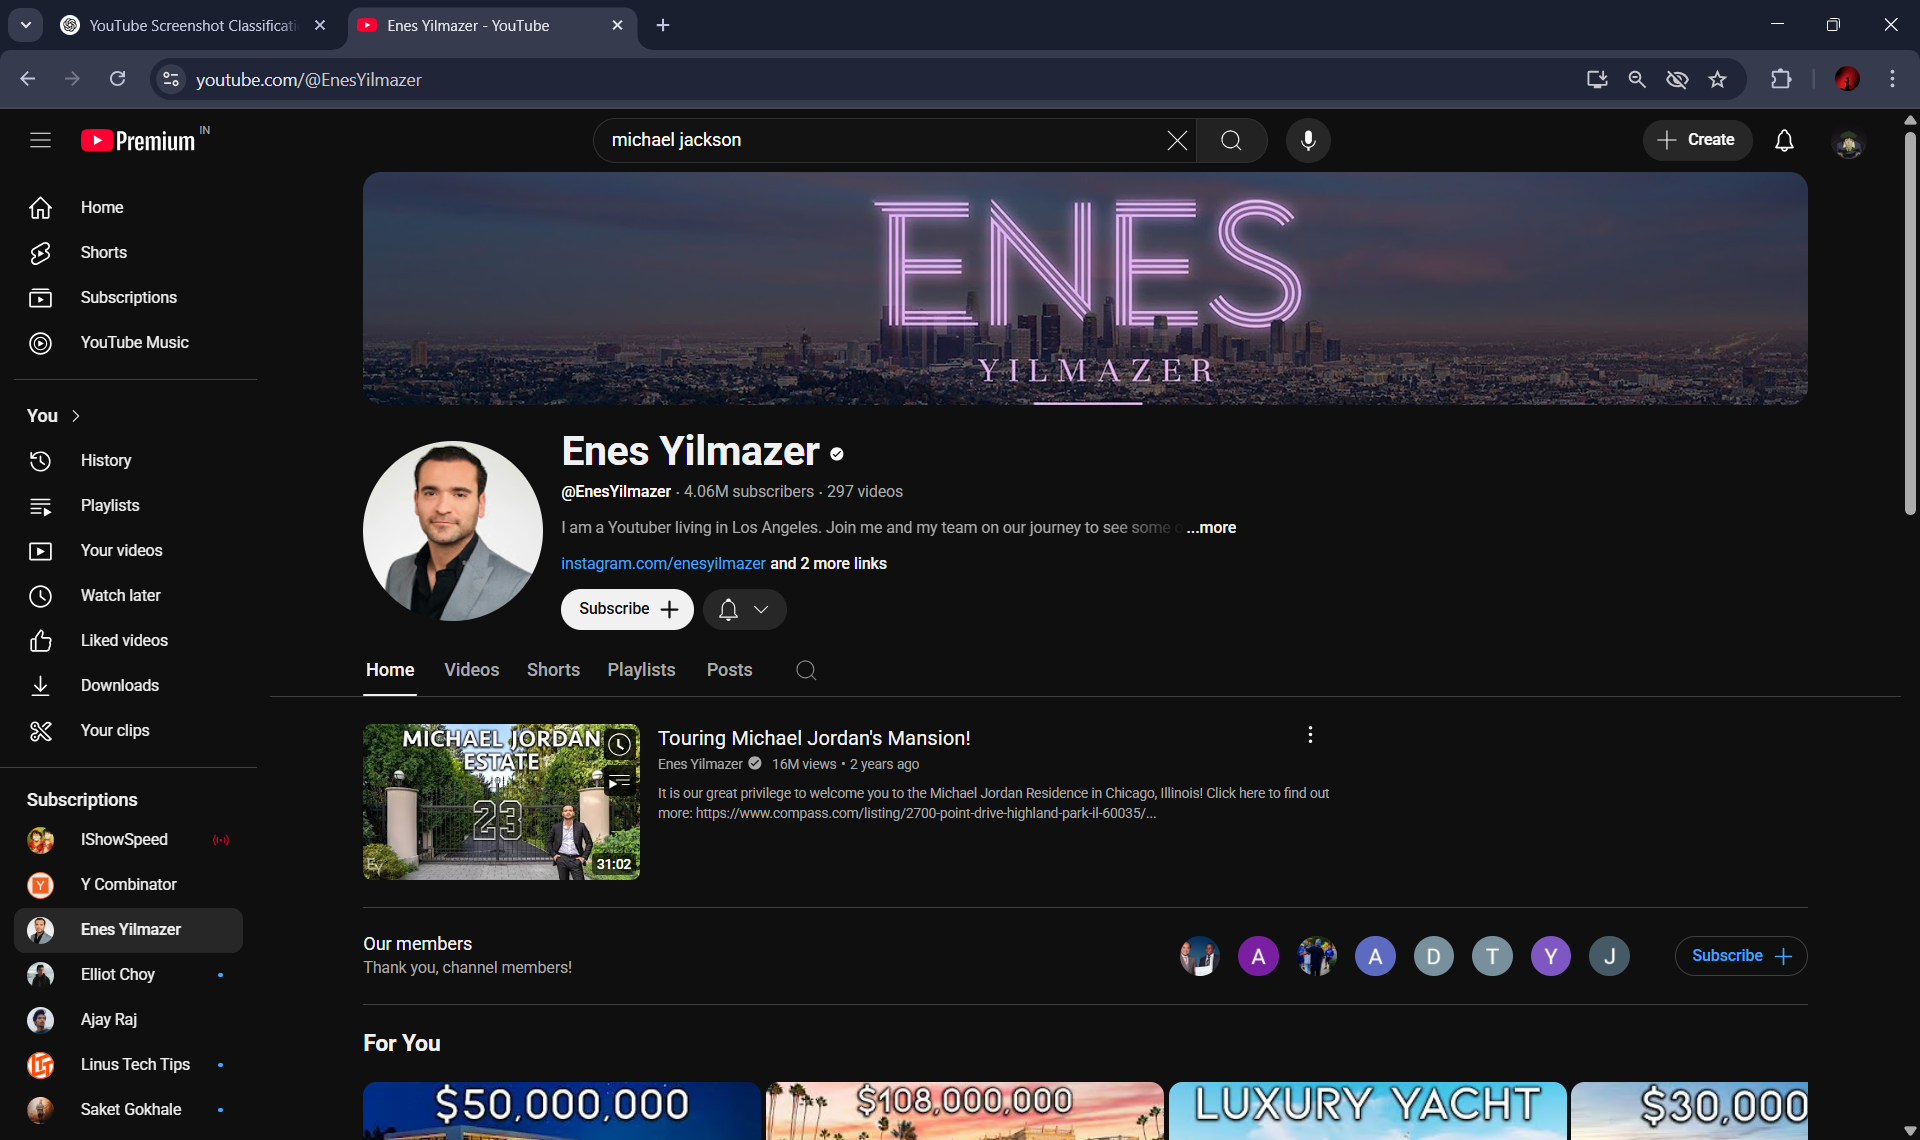 YouTube Screenshot Classificati
Enes Yilmazer - YouTube
youtube.com/@EnesYilmazer
Premium IN
michael jackson
Create
Home
Shorts
Subscriptions
YouTube Music
You
History
Playlists
Your videos
Watch later
Liked videos
Downloads
Your clips
Subscriptions
IShowSpeed
Y Combinator
Enes Yilmazer
Elliot Choy
Ajay Raj
Linus Tech Tips
Saket Gokhale
ENES
YILMAZER
Enes Yilmazer
@EnesYilmazer · 4.06M subscribers · 297 videos
I am a Youtuber living in Los Angeles. Join me and my team on our journey to see some ...more
instagram.com/enesyilmazer and 2 more links
Subscribe
Home Videos Shorts Playlists Posts
MICHAEL JORDAN
ESTATE
23
EY
31:02
Touring Michael Jordan's Mansion!
Enes Yilmazer 16M views • 2 years ago
It is our great privilege to welcome you to the Michael Jordan Residence in Chicago, Illinois! Click here to find out
more: https://www.compass.com/listing/2700-point-drive-highland-park-il-60035/...
Our members
Thank you, channel members!
A A D T Y J
Subscribe
For You
$50,000,000
$108,000,000
LUXURY YACHT
$30,000